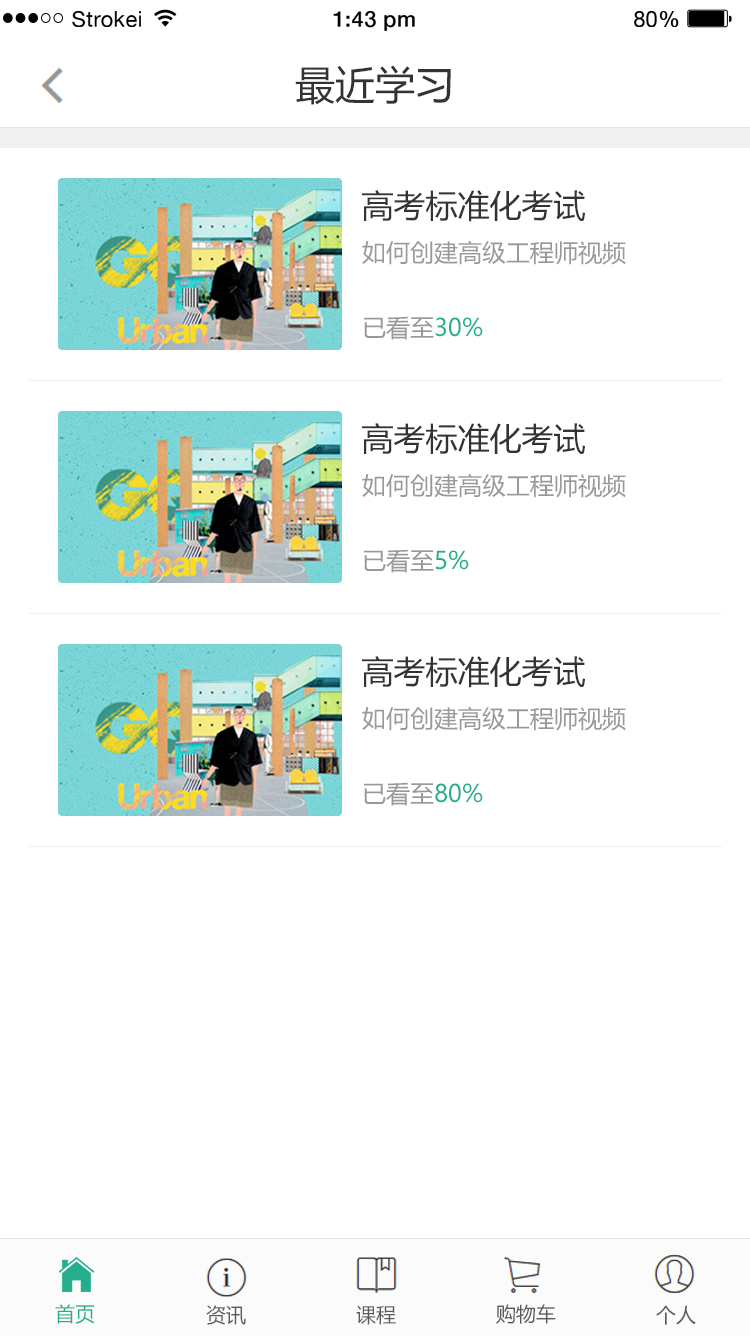 Strokei 1:43 pm 80%
最近学习
高考标准化考试
如何创建高级工程师视频
已看至30%
Urban
高考标准化考试
如何创建高级工程师视频
已看至5%
Urban
高考标准化考试
如何创建高级工程师视频
已看至80%
Urban
首页 资讯 课程 购物车 个人